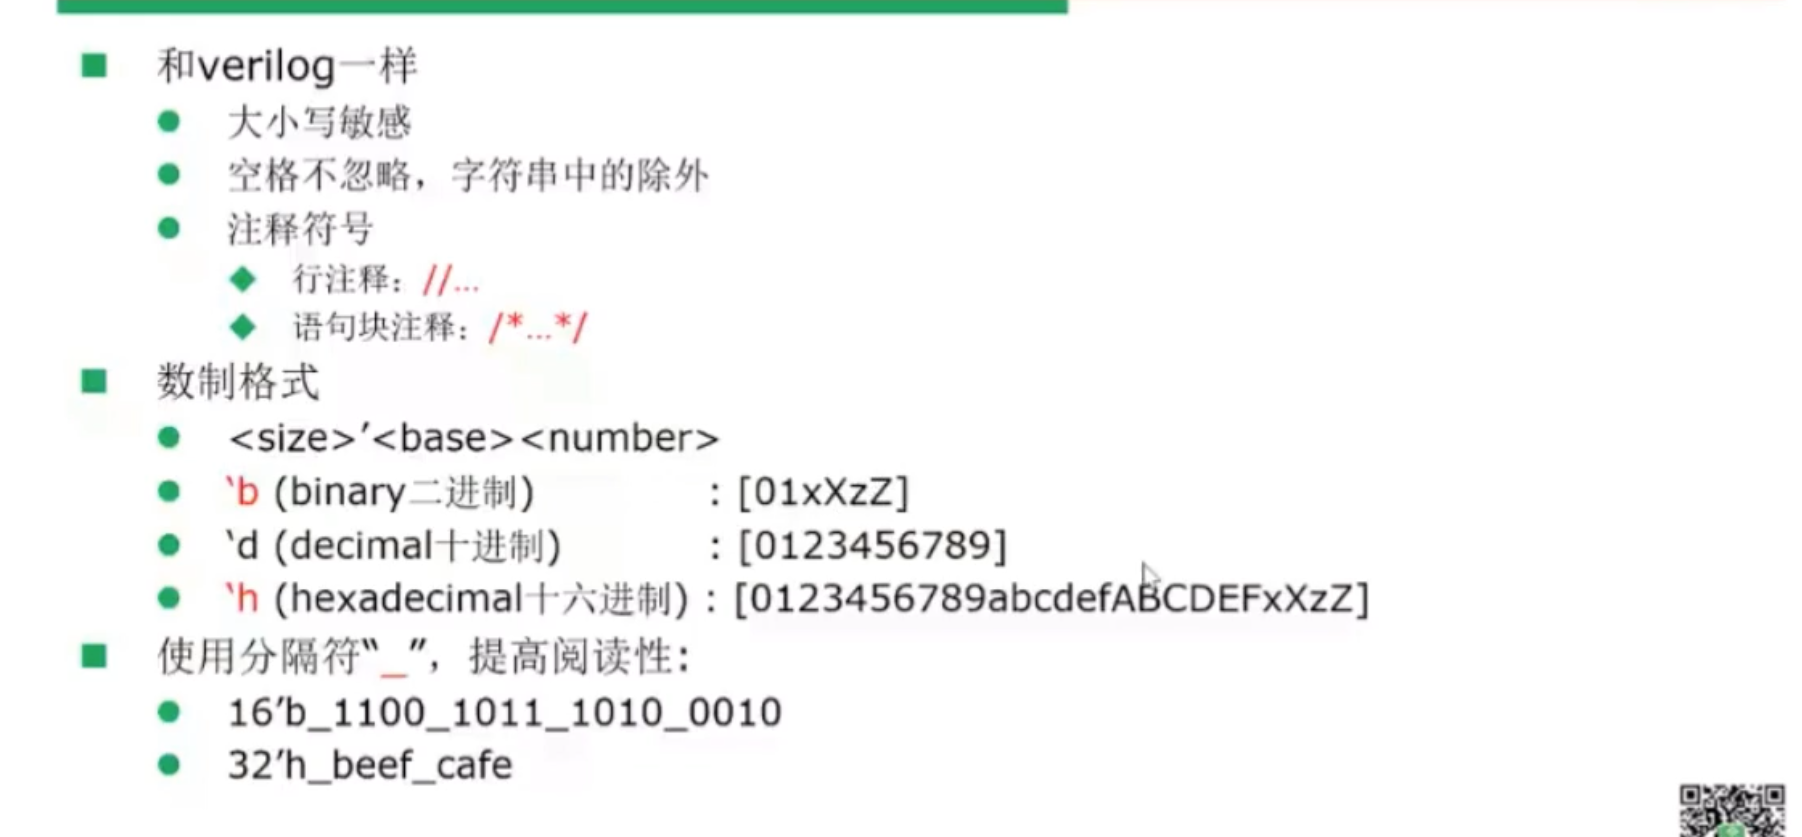 和verilog一样
大小写敏感
空格不忽略，字符串中的除外
注释符号
行注释：//...
语句块注释：/*...*/
数制格式
<size>’<base><number>
‘b (binary二进制) : [01xXzZ]
‘d (decimal十进制) : [0123456789]
‘h (hexadecimal十六进制) : [0123456789abcdefABCDEFxXzZ]
使用分隔符“_”，提高阅读性:
16’b_1100_1011_1010_0010
32’h_beef_cafe